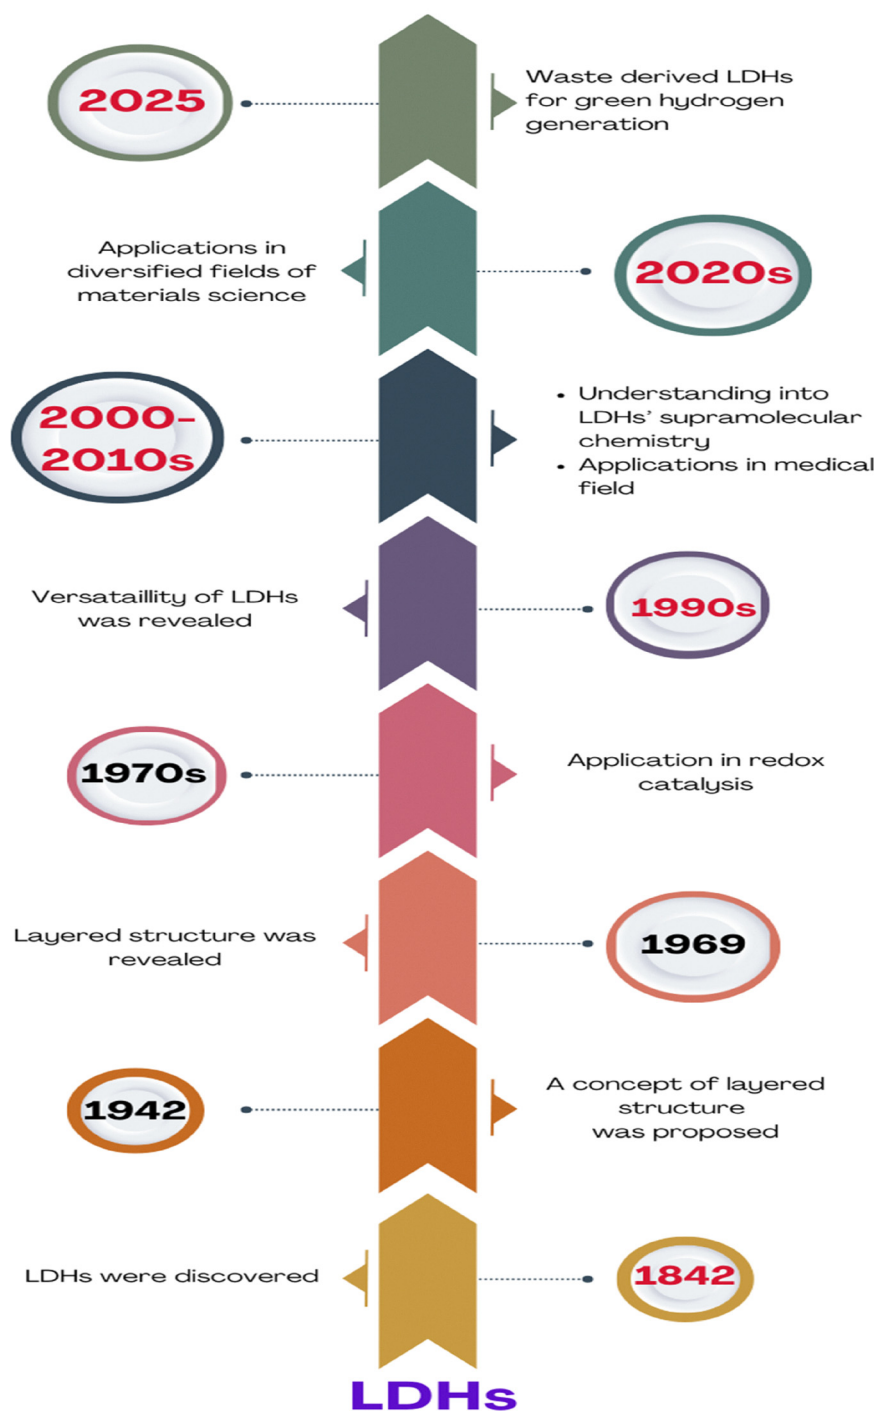 2025
Waste derived LDHs
for green hydrogen
generation
Applications in
diversified fields of
materials science
2020s
2000-
2010s
• Understanding into
LDHs' supramolecular
chemistry
• Applications in medical
field
Versataillity of LDHs
was revealed
1990s
1970s
Application in redox
catalysis
Layered structure was
revealed
1969
1942
A concept of layered
structure
was proposed
LDHs were discovered
1842
LDHs